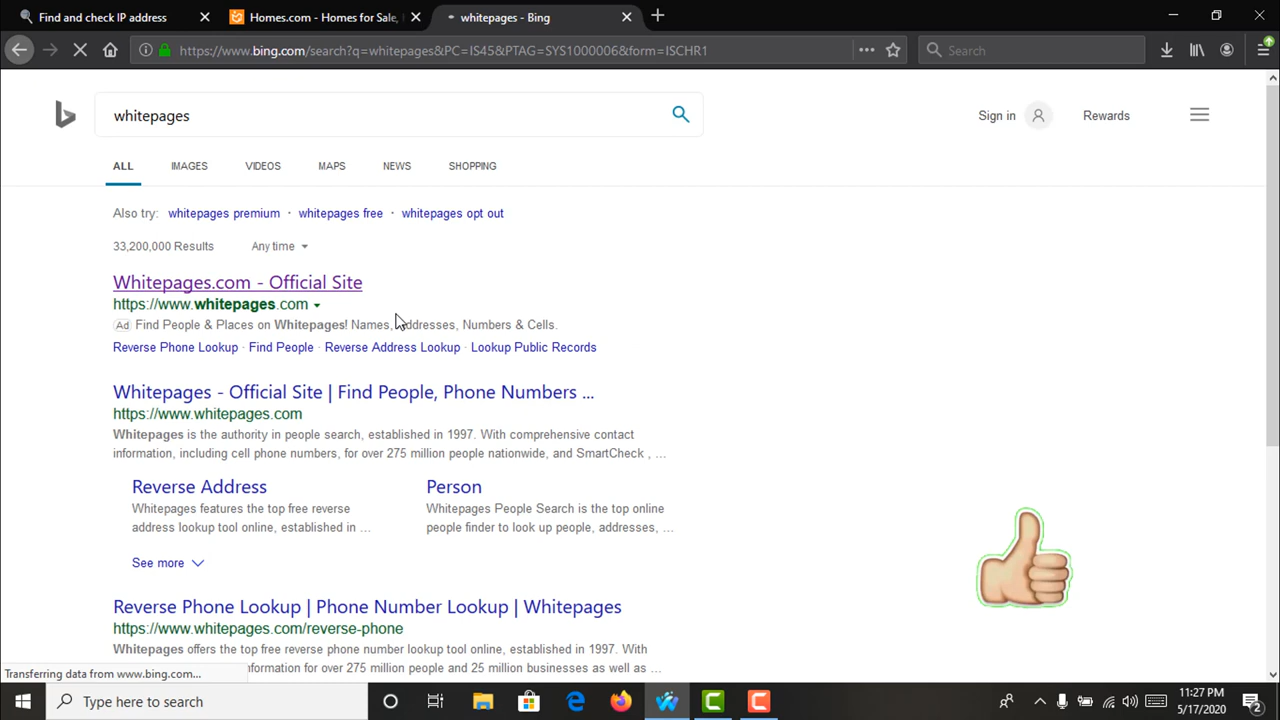 Find and check IP address
Homes.com - Homes for Sale,
whitepages - Bing
https://www.bing.com/search?q=whitepages&PC=IS45&PTAG=SYS1000006&form=ISCHR1
Search
whitepages
Sign in
Rewards
ALL
IMAGES
VIDEOS
MAPS
NEWS
SHOPPING
Also try: whitepages premium · whitepages free · whitepages opt out
33,200,000 Results
Any time
Whitepages.com - Official Site
https://www.whitepages.com
Ad Find People & Places on Whitepages! Names, Addresses, Numbers & Cells.
Reverse Phone Lookup · Find People · Reverse Address Lookup · Lookup Public Records
Whitepages - Official Site | Find People, Phone Numbers ...
https://www.whitepages.com
Whitepages is the authority in people search, established in 1997. With comprehensive contact
information, including cell phone numbers, for over 275 million people nationwide, and SmartCheck , ...
Reverse Address
Whitepages features the top free reverse
address lookup tool online, established in ...
Person
Whitepages People Search is the top online
people finder to look up people, addresses, ...
See more
Reverse Phone Lookup | Phone Number Lookup | Whitepages
https://www.whitepages.com/reverse-phone
Whitepages offers the top free reverse phone number lookup tool online, established in 1997. With
Transferring data from www.bing.com...
information for over 275 million people and 25 million businesses as well as ...
Type here to search
11:27 PM
5/17/2020
2